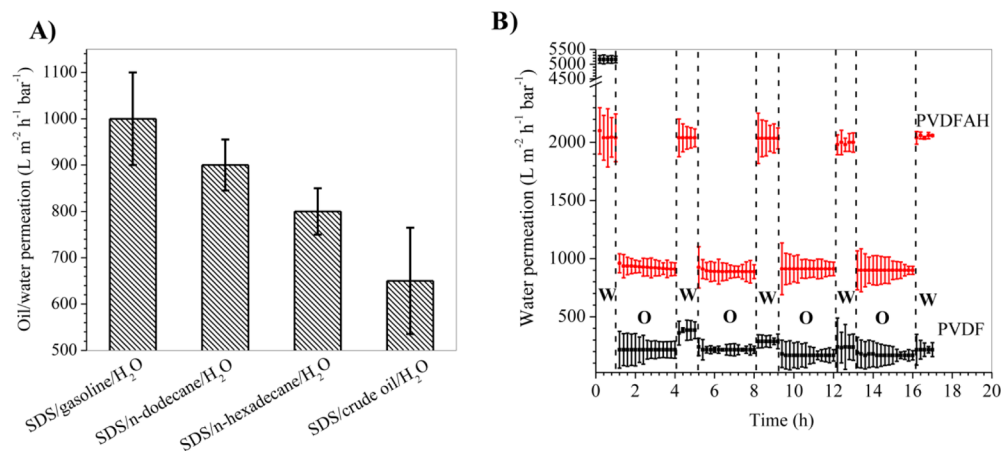 A)
Oil/water permeation (L m⁻² h⁻¹ bar⁻¹)
1100
1000
900
800
700
600
500
SDS/gasoline/H₂O
SDS/n-dodecane/H₂O
SDS/n-hexadecane/H₂O
SDS/crude oil/H₂O
B)
Water permeation (L m⁻² h⁻¹ bar⁻¹)
5500
5000
4500
2000
1500
1000
500
PVDFAH
W W W W W
O O O O
PVDF
0 2 4 6 8 10 12 14 16 18 20
Time (h)